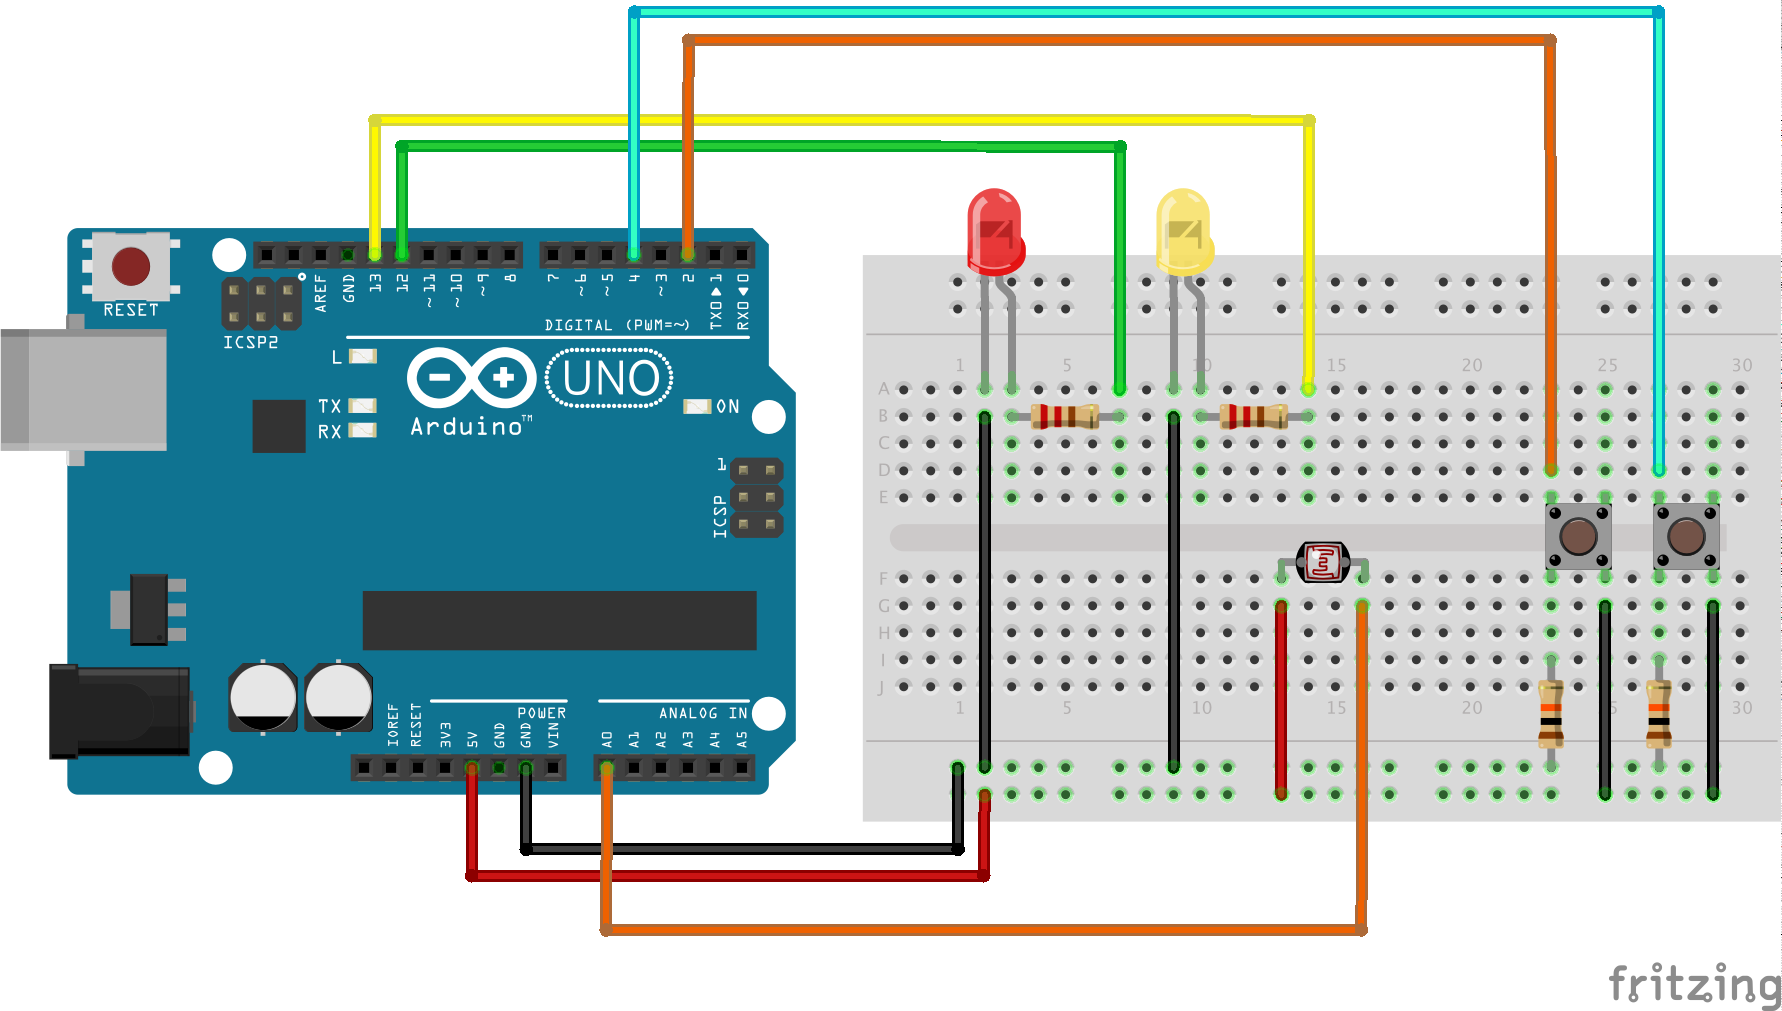 RESET
ICSP2
AREF
GND
13
12
~11
~10
~9
8
7
~6
~5
4
~3
2
TX0▶1
RX0◀0
DIGITAL (PWM=~)
L
TX
RX
UNO
Arduino™
ON
1
ICSP
IOREF
RESET
3V3
5V
GND
GND
VIN
POWER
A0
A1
A2
A3
A4
A5
ANALOG IN
1 5 10 15 20 25 30
A
B
C
D
E
F
G
H
I
J
1 5 10 15 20 5 30
fritzing